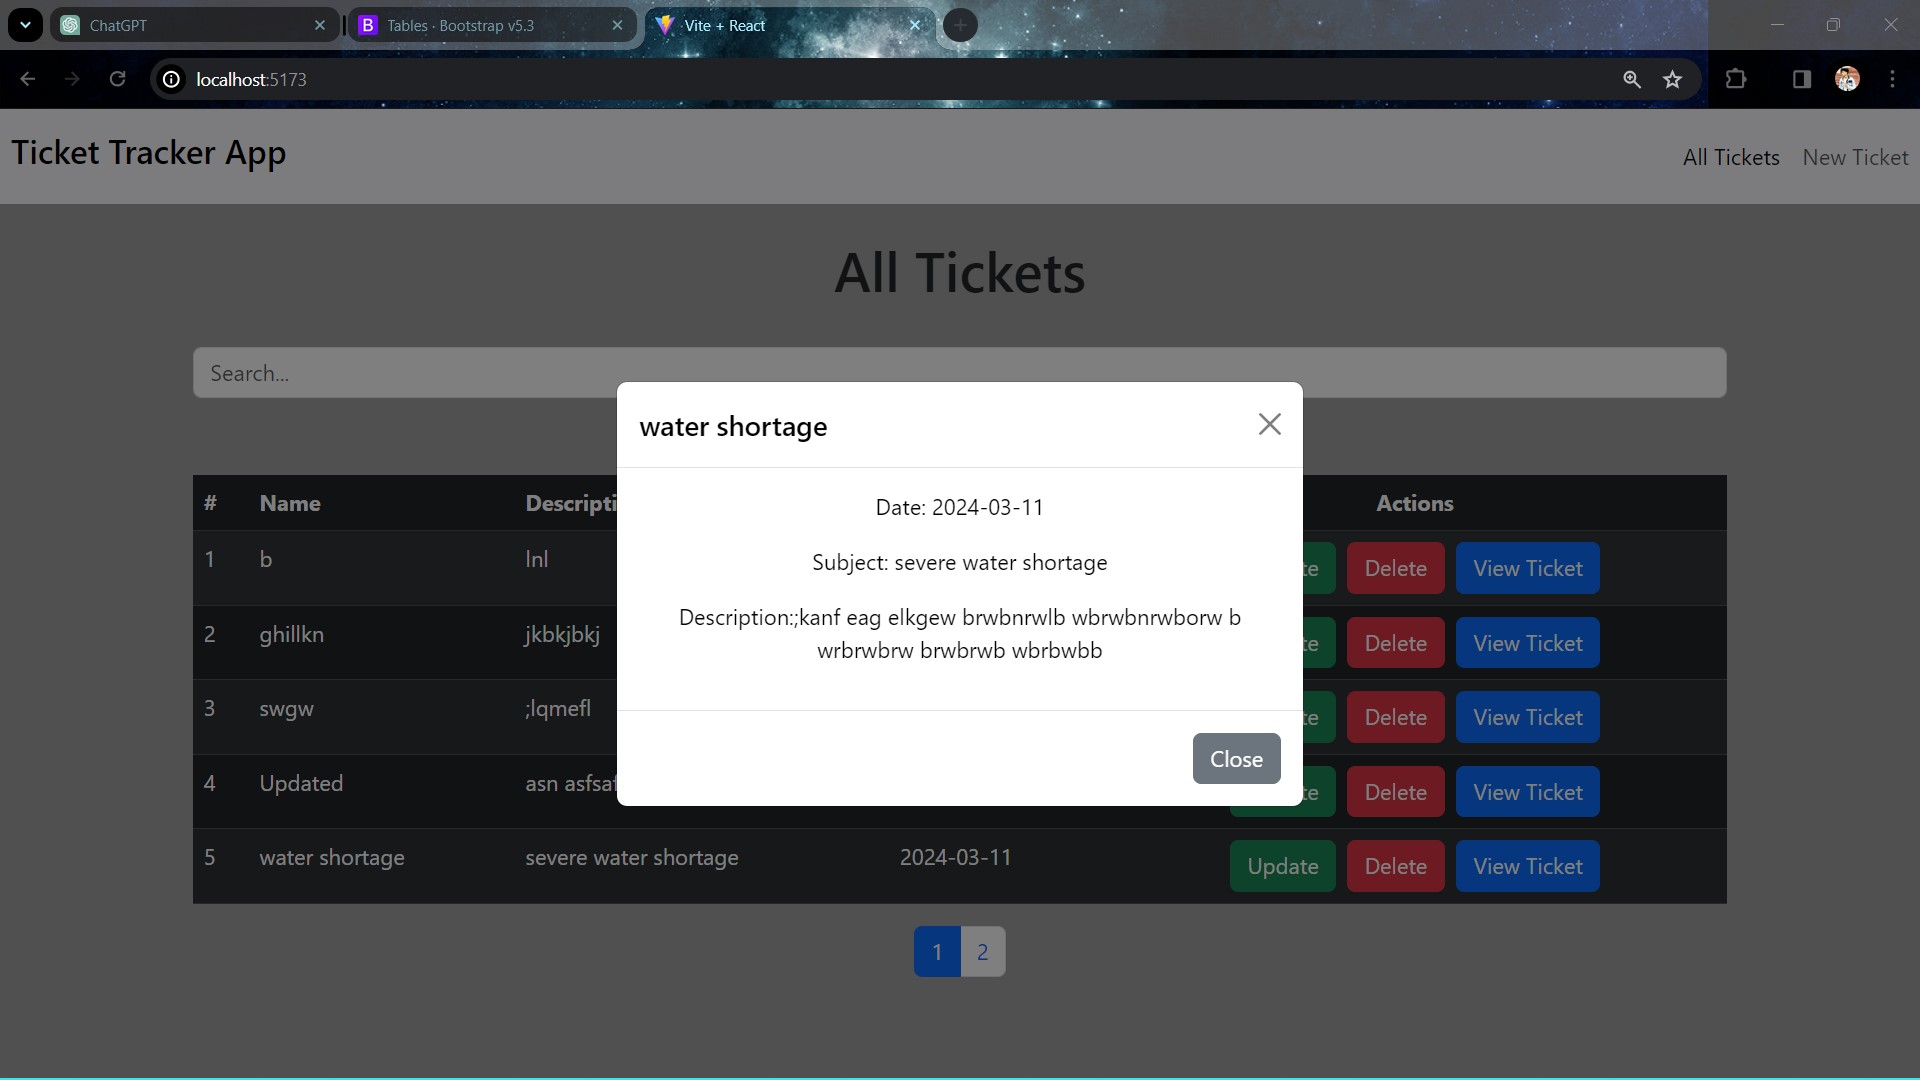 ChatGPT
B Tables · Bootstrap v5.3
Vite + React
localhost:5173
Ticket Tracker App
All Tickets
New Ticket
All Tickets
Search...
water shortage
Date: 2024-03-11
Subject: severe water shortage
Description:;kanf eag elkgew brwbnrwlb wbrwbnrwborw b
wrbrwbrw brwbrwb wbrbwbb
Close
# Name Descripti Actions
1 b lnl te Delete View Ticket
2 ghillkn jkbkjbkj te Delete View Ticket
3 swgw ;lqmefl te Delete View Ticket
4 Updated asn asfsaf te Delete View Ticket
5 water shortage severe water shortage 2024-03-11 Update Delete View Ticket
1 2